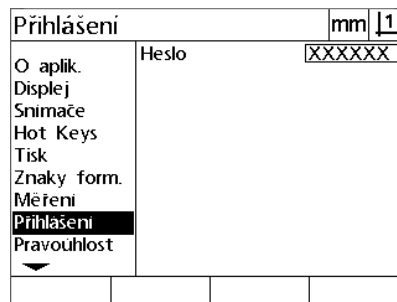 Přihlášení mm 1
Heslo XXXXXX
O aplik.
Displej
Snímače
Hot Keys
Tisk
Znaky form.
Měření
Přihlášení
Pravoúhlost